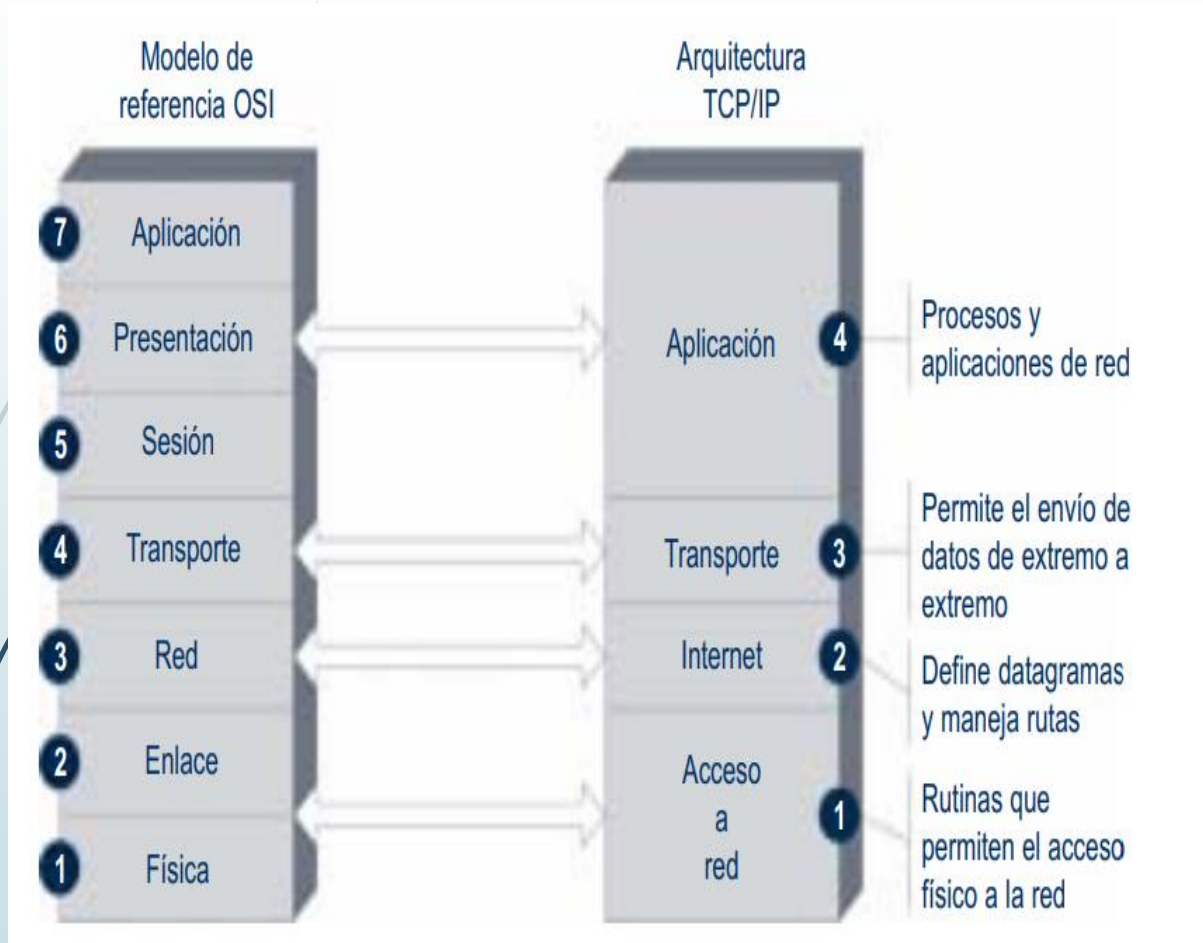 Modelo de
referencia OSI
7 Aplicación
6 Presentación
5 Sesión
4 Transporte
3 Red
2 Enlace
1 Física
Arquitectura
TCP/IP
Aplicación 4
Procesos y
aplicaciones de red
Transporte 3
Permite el envío de
datos de extremo a
extremo
Internet 2
Define datagramas
y maneja rutas
Acceso
a
red
1
Rutinas que
permiten el acceso
físico a la red